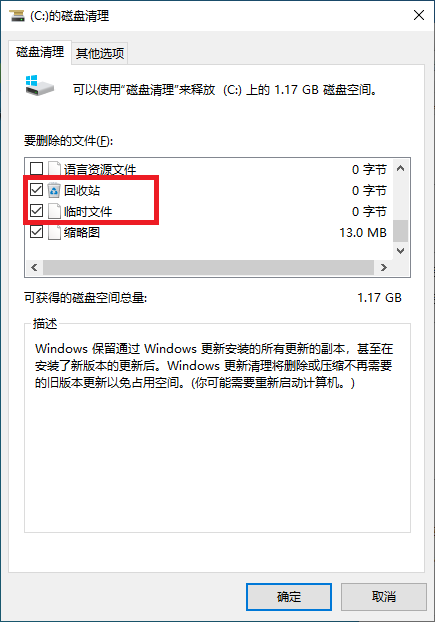 (C:)的磁盘清理
磁盘清理 其他选项
可以使用“磁盘清理”来释放 (C:) 上的 1.17 GB 磁盘空间。
要删除的文件(F):
语言资源文件 0 字节
回收站 0 字节
临时文件 0 字节
缩略图 13.0 MB
可获得的磁盘空间总量: 1.17 GB
描述
Windows 保留通过 Windows 更新安装的所有更新的副本，甚至在
安装了新版本的更新后。Windows 更新清理将删除或压缩不再需要
的旧版本更新以免占用空间。(你可能需要重新启动计算机。)
确定 取消